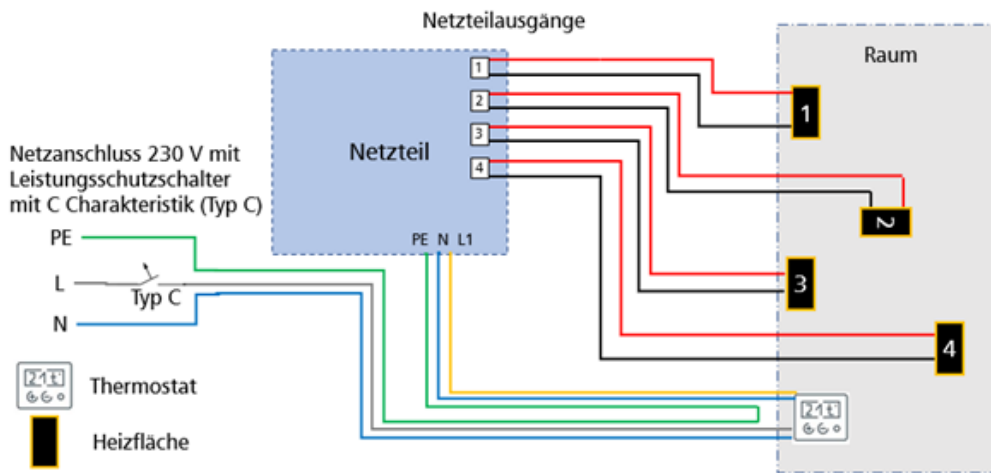 Netzteilausgänge
Raum
1
2
3
4
Netzteil
1
2
3
4
Netzanschluss 230 V mit
Leistungsschutzschalter
mit C Charakteristik (Typ C)
PE N L1
PE
L
Typ C
N
Thermostat
Heizfläche